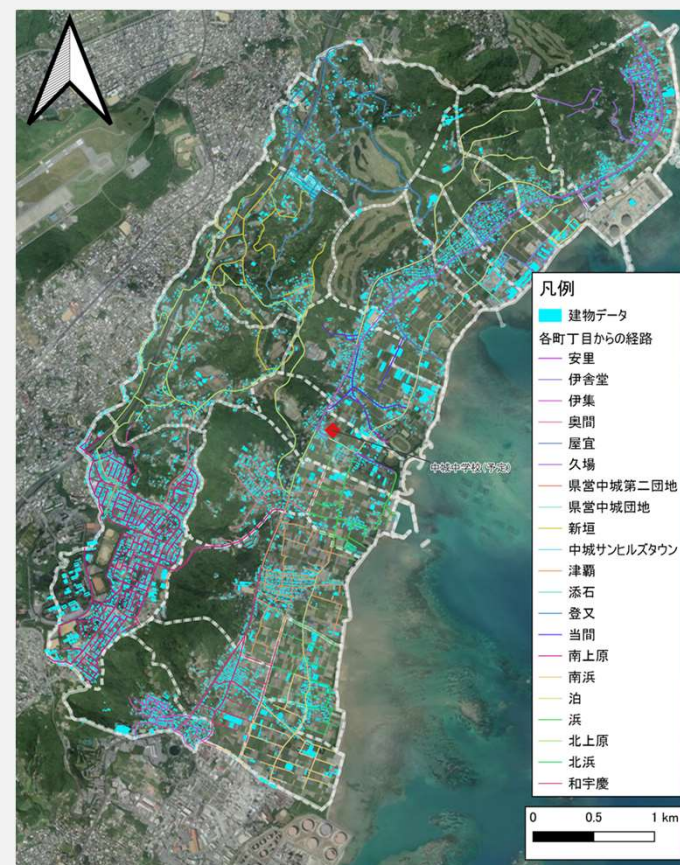 中城中学校(予定)
凡例
建物データ
各町丁目からの経路
安里
伊舎堂
伊集
奥間
屋宜
久場
県営中城第二団地
県営中城団地
新垣
中城サンヒルズタウン
津覇
添石
登又
当間
南上原
南浜
泊
浜
北上原
北浜
和宇慶
0 0.5 1 km